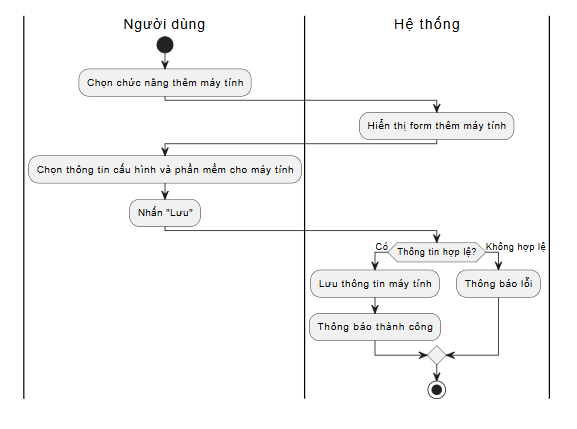 Người dùng
Hệ thống
Chọn chức năng thêm máy tính
Hiển thị form thêm máy tính
Chọn thông tin cấu hình và phần mềm cho máy tính
Nhấn "Lưu"
Thông tin hợp lệ?
Có
Không hợp lệ
Lưu thông tin máy tính
Thông báo lỗi
Thông báo thành công